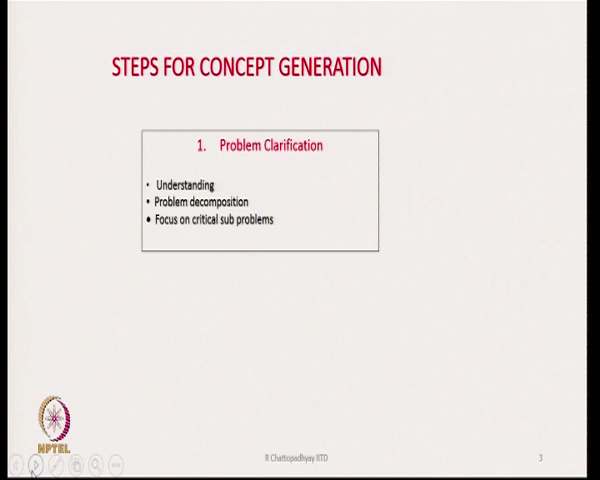 STEPS FOR CONCEPT GENERATION
1. Problem Clarification
• Understanding
• Problem decomposition
• Focus on critical sub problems
NPTEL
R Chattopadhyay IITD
3